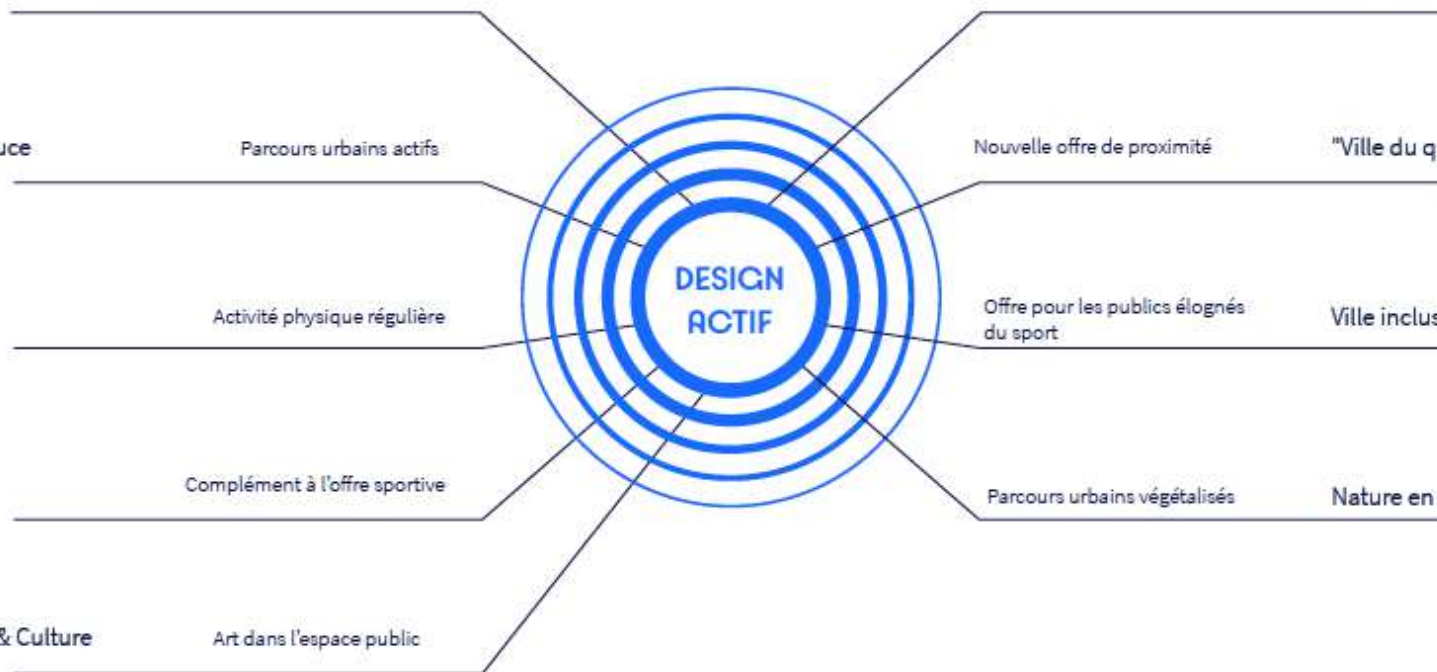 uce
Parcours urbains actifs
Nouvelle offre de proximité
"Ville du q
DESIGN
ACTIF
Activité physique régulière
Offre pour les publics élognés
du sport
Ville inclus
Complément à l'offre sportive
Parcours urbains végétalisés
Nature en
& Culture
Art dans l'espace public